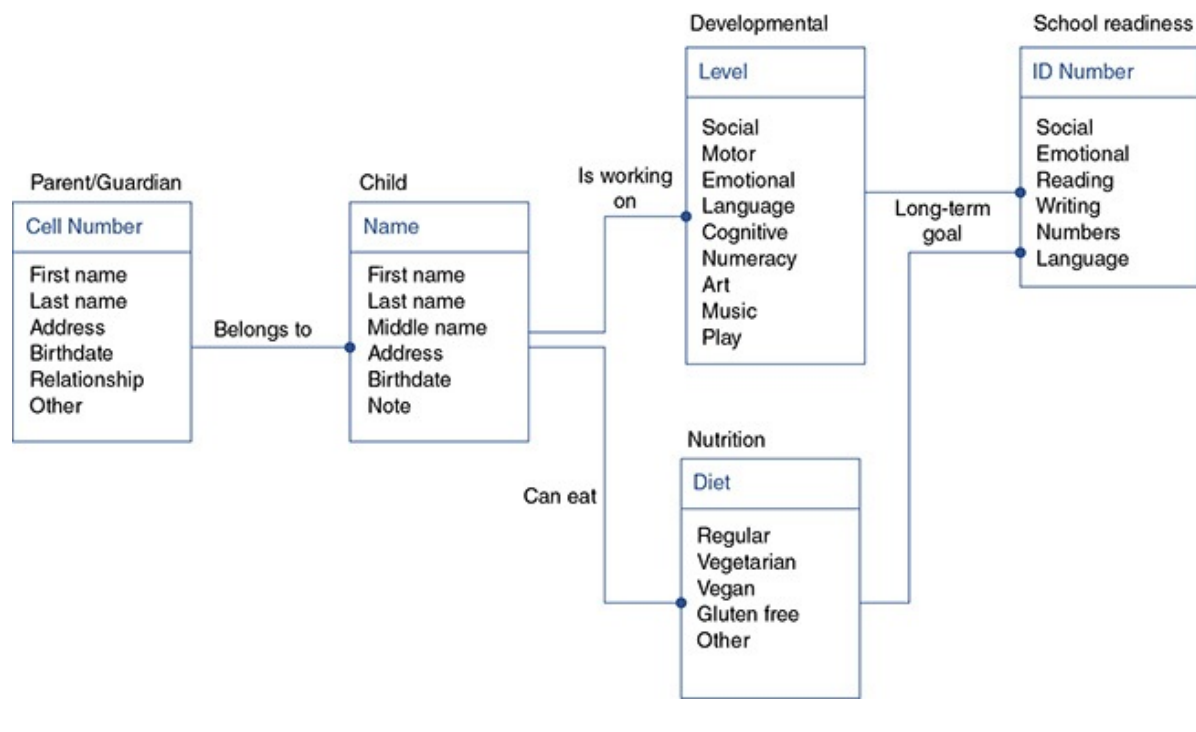 Parent/Guardian
Cell Number
First name
Last name
Address
Birthdate
Relationship
Other
Belongs to
Child
Name
First name
Last name
Middle name
Address
Birthdate
Note
Is working
on
Can eat
Developmental
Level
Social
Motor
Emotional
Language
Cognitive
Numeracy
Art
Music
Play
Nutrition
Diet
Regular
Vegetarian
Vegan
Gluten free
Other
Long-term
goal
School readiness
ID Number
Social
Emotional
Reading
Writing
Numbers
Language